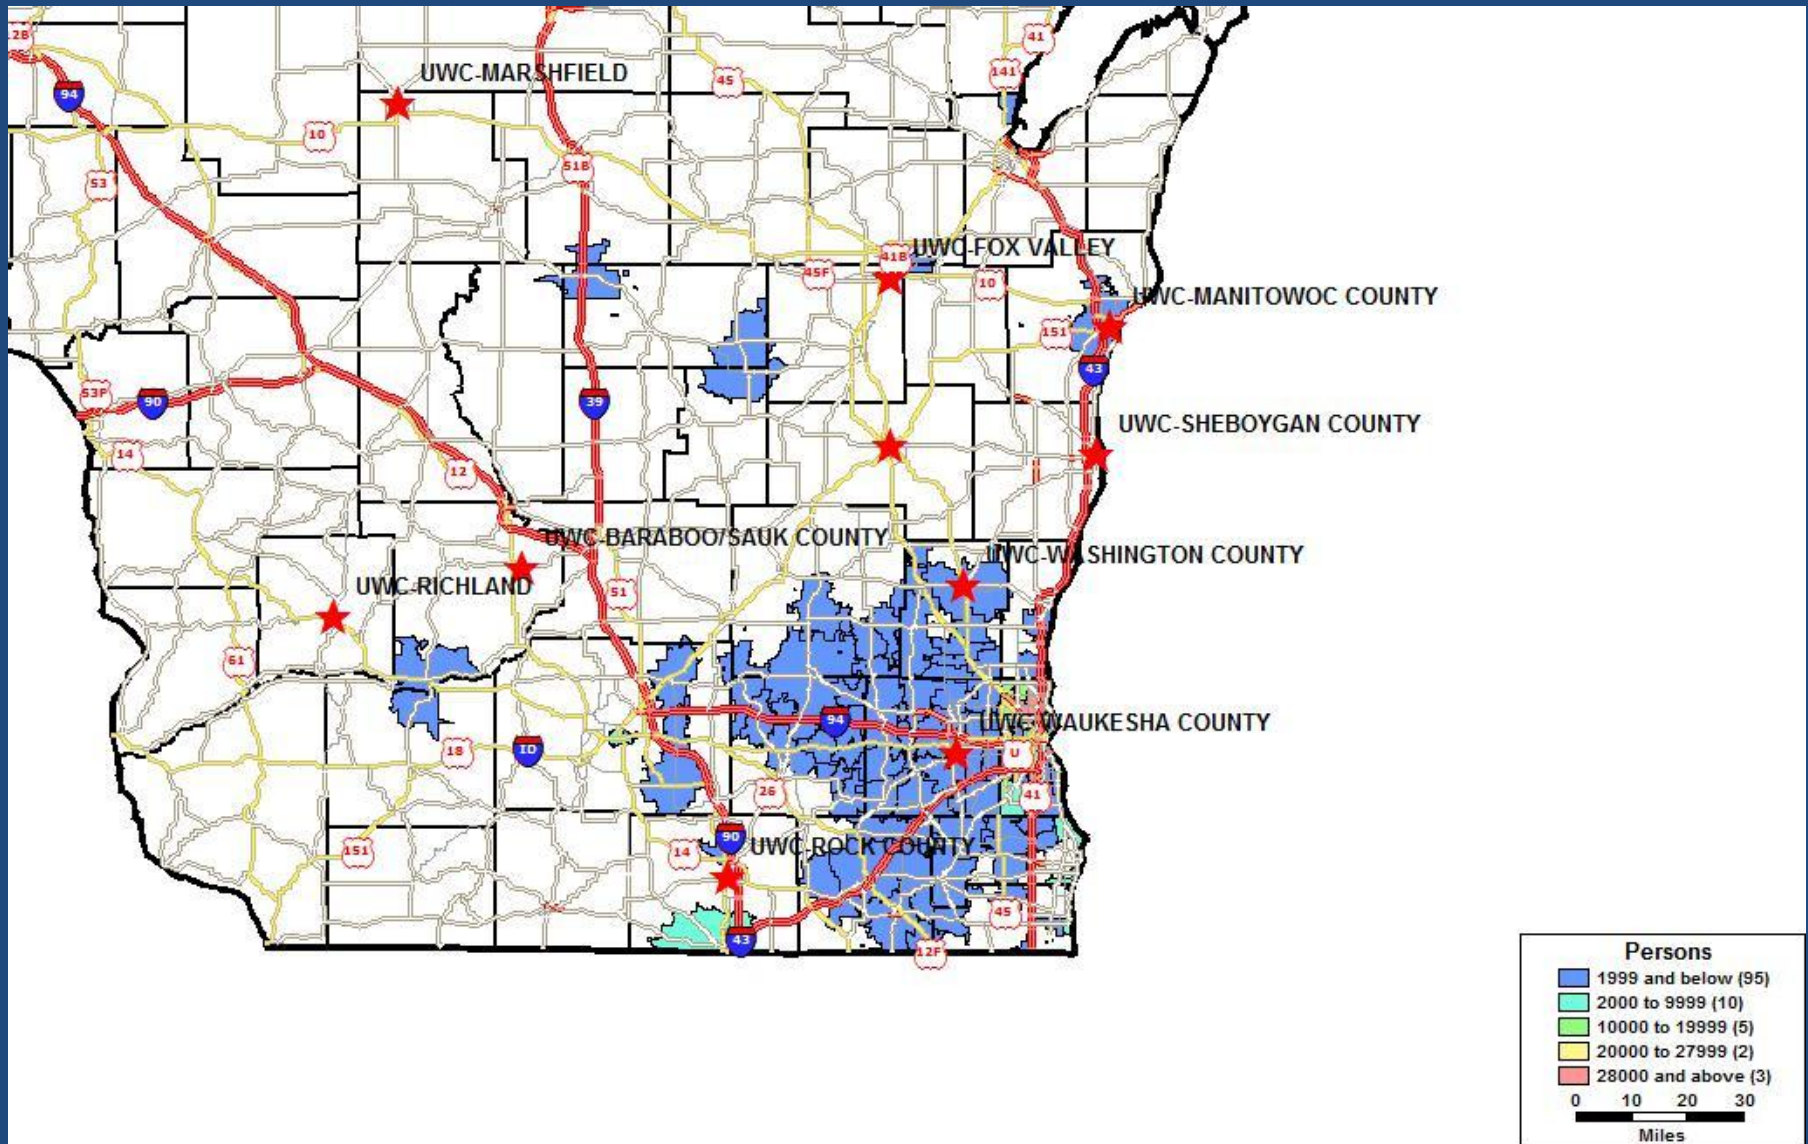 12B
41
UWC-MARSHFIELD
141
45
94
10
51B
53
UWC-FOX VALLEY
41B
45F
10
UWC-MANITOWOC COUNTY
151
43
53F
90
39
UWC-SHEBOYGAN COUNTY
14
12
UWC-BARABOO/SAUK COUNTY
UWC-WASHINGTON COUNTY
UWC-RICHLAND
51
61
UWC-WAUKESHA COUNTY
94
18
ID
U
26
41
90
UWC-ROCK COUNTY
151
14
45
43
12F
Persons
1999 and below (95)
2000 to 9999 (10)
10000 to 19999 (5)
20000 to 27999 (2)
28000 and above (3)
0 10 20 30
Miles